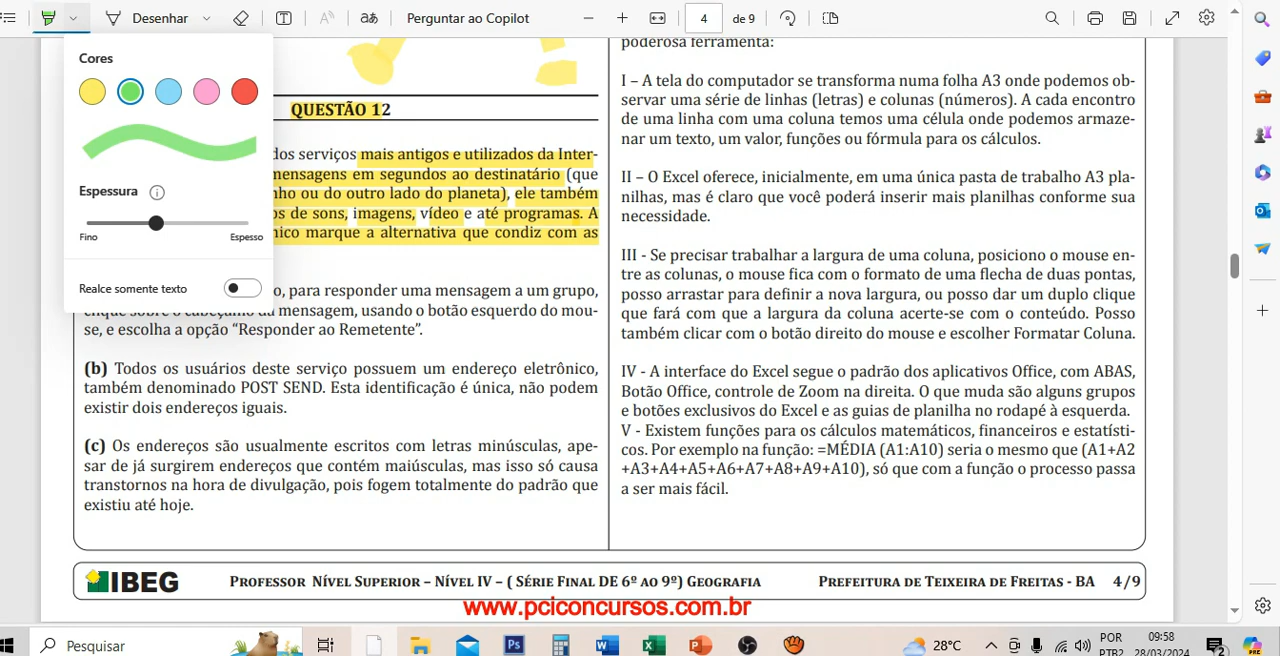 Desenhar
Perguntar ao Copilot
4
de 9
Cores
Espessura
Fino
Espesso
Realce somente texto
QUESTÃO 12
dos serviços mais antigos e utilizados da Inter-
mensagens em segundos ao destinatário (que
nho ou do outro lado do planeta), ele também
os de sons, imagens, vídeo e até programas. A
nico marque a alternativa que condiz com as
o, para responder uma mensagem a um grupo,
clique sobre o cabeçalho da mensagem, usando o botão esquerdo do mou-
se, e escolha a opção “Responder ao Remetente”.
(b) Todos os usuários deste serviço possuem um endereço eletrônico,
também denominado POST SEND. Esta identificação é única, não podem
existir dois endereços iguais.
(c) Os endereços são usualmente escritos com letras minúsculas, ape-
sar de já surgirem endereços que contém maiúsculas, mas isso só causa
transtornos na hora de divulgação, pois fogem totalmente do padrão que
existiu até hoje.
poderosa ferramenta:
I – A tela do computador se transforma numa folha A3 onde podemos ob-
servar uma série de linhas (letras) e colunas (números). A cada encontro
de uma linha com uma coluna temos uma célula onde podemos armaze-
nar um texto, um valor, funções ou fórmula para os cálculos.
II – O Excel oferece, inicialmente, em uma única pasta de trabalho A3 pla-
nilhas, mas é claro que você poderá inserir mais planilhas conforme sua
necessidade.
III - Se precisar trabalhar a largura de uma coluna, posiciono o mouse en-
tre as colunas, o mouse fica com o formato de uma flecha de duas pontas,
posso arrastar para definir a nova largura, ou posso dar um duplo clique
que fará com que a largura da coluna acerte-se com o conteúdo. Posso
também clicar com o botão direito do mouse e escolher Formatar Coluna.
IV - A interface do Excel segue o padrão dos aplicativos Office, com ABAS,
Botão Office, controle de Zoom na direita. O que muda são alguns grupos
e botões exclusivos do Excel e as guias de planilha no rodapé à esquerda.
V - Existem funções para os cálculos matemáticos, financeiros e estatísti-
cos. Por exemplo na função: =MÉDIA (A1:A10) seria o mesmo que (A1+A2
+A3+A4+A5+A6+A7+A8+A9+A10), só que com a função o processo passa
a ser mais fácil.
IBEG
PROFESSOR NÍVEL SUPERIOR – NÍVEL IV – ( SÉRIE FINAL DE 6º AO 9º) GEOGRAFIA
PREFEITURA DE TEIXEIRA DE FREITAS - BA 4/9
www.pciconcursos.com.br
Pesquisar
28°C
POR
PTB2
09:58
28/03/2024